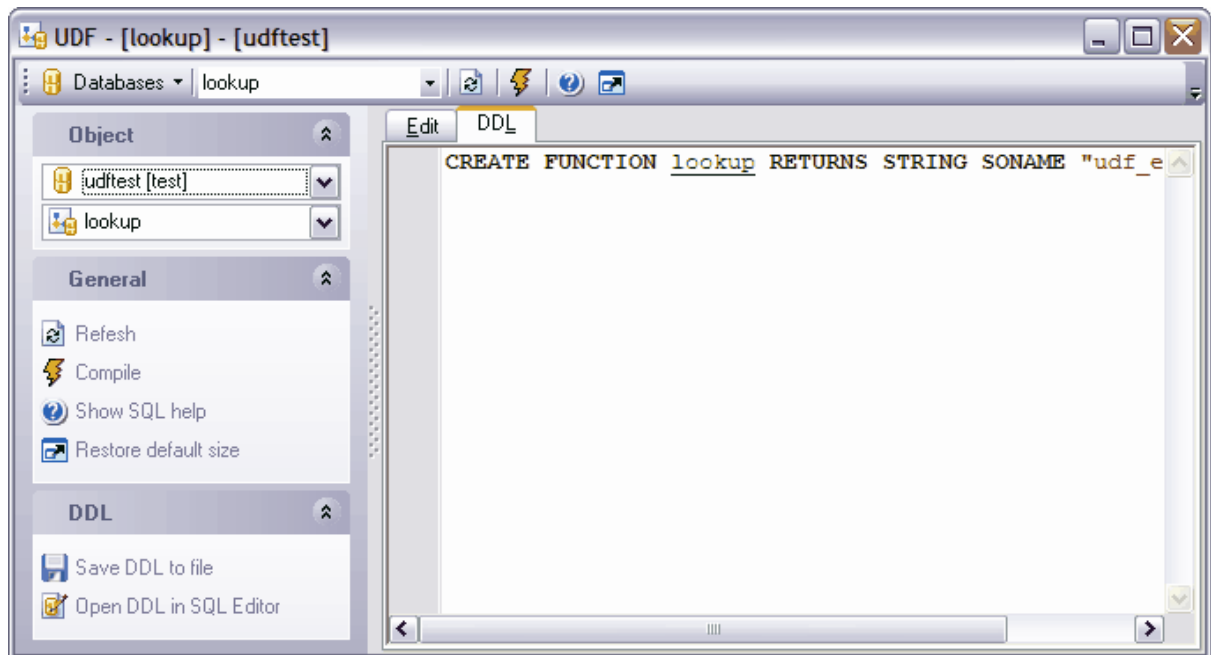 UDF - [lookup] - [udftest]
Databases lookup
Object
udftest [test]
lookup
General
Refesh
Compile
Show SQL help
Restore default size
DDL
Save DDL to file
Open DDL in SQL Editor
Edit DDL
CREATE FUNCTION lookup RETURNS STRING SONAME "udf_e